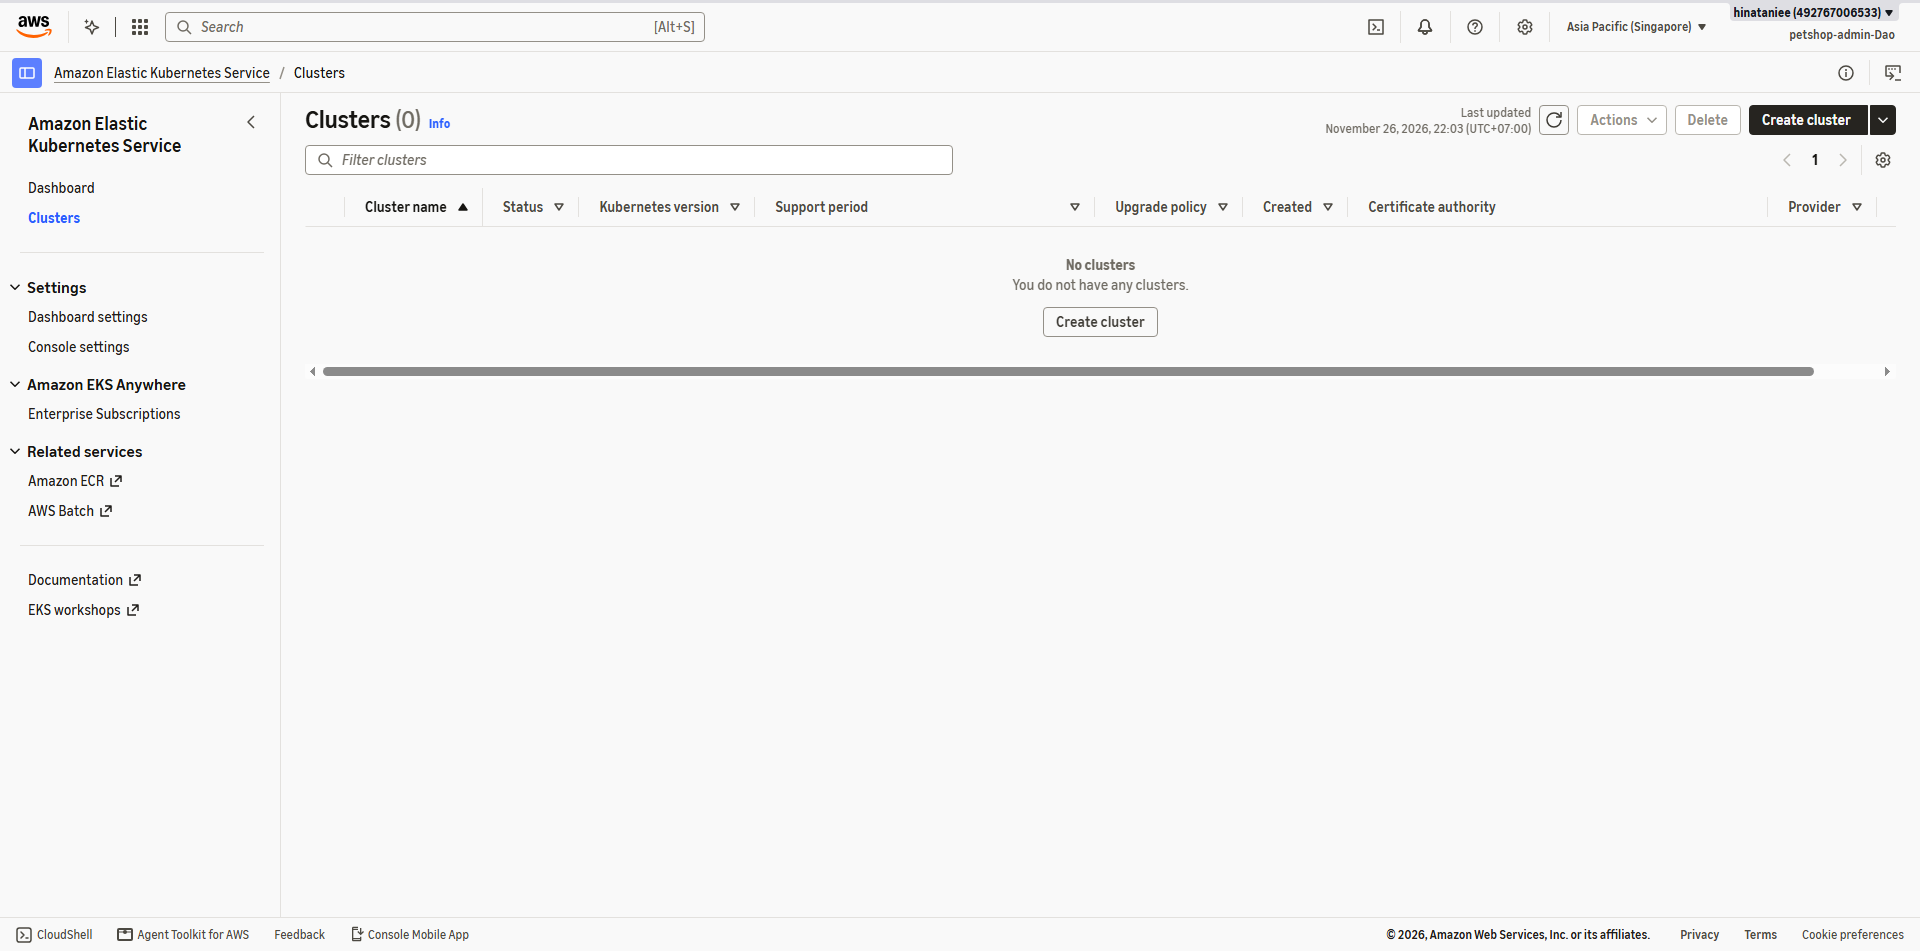 aws
Search
[Alt+S]
Asia Pacific (Singapore)
hinataniee (492767006533)
petshop-admin-Dao
Amazon Elastic Kubernetes Service / Clusters
Amazon Elastic
Kubernetes Service
Dashboard
Clusters
Settings
Dashboard settings
Console settings
Amazon EKS Anywhere
Enterprise Subscriptions
Related services
Amazon ECR
AWS Batch
Documentation
EKS workshops
Clusters (0) Info
Last updated
November 26, 2026, 22:03 (UTC+07:00)
Actions
Delete
Create cluster
Filter clusters
1
Cluster name
Status
Kubernetes version
Support period
Upgrade policy
Created
Certificate authority
Provider
No clusters
You do not have any clusters.
Create cluster
CloudShell
Agent Toolkit for AWS
Feedback
Console Mobile App
© 2026, Amazon Web Services, Inc. or its affiliates.
Privacy
Terms
Cookie preferences